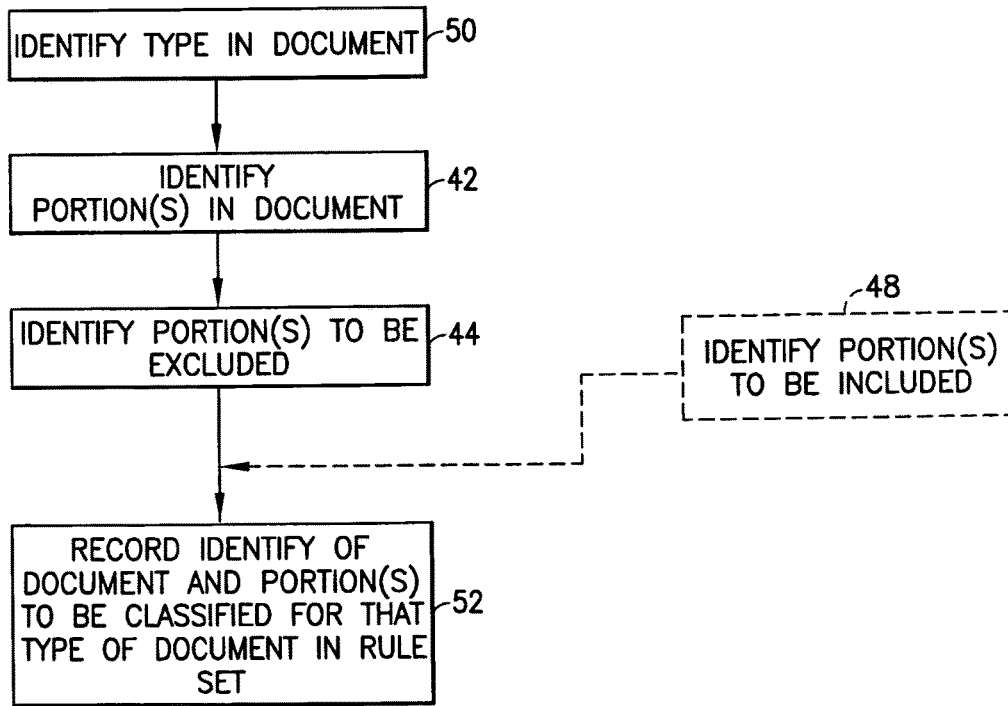 IDENTIFY TYPE IN DOCUMENT
50
IDENTIFY
PORTION(S) IN DOCUMENT
42
IDENTIFY PORTION(S) TO BE
EXCLUDED
44
48
IDENTIFY PORTION(S)
TO BE INCLUDED
RECORD IDENTIFY OF
DOCUMENT AND PORTION(S)
TO BE CLASSIFIED FOR THAT
TYPE OF DOCUMENT IN RULE
SET
52